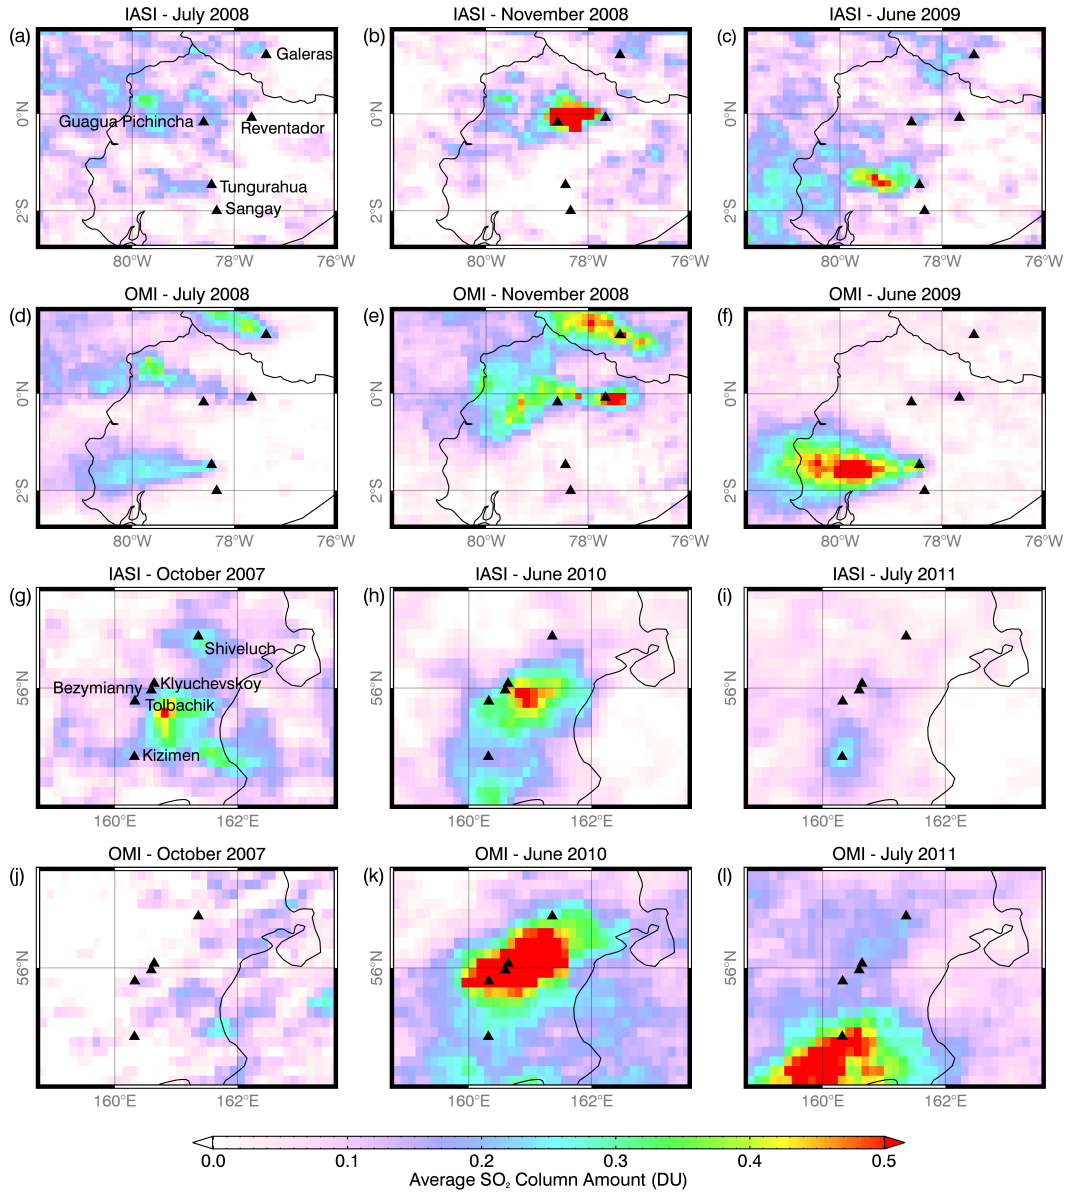 IASI - July 2008
IASI - November 2008
IASI - June 2009
(a)
(b)
(c)
Galeras
0°N
Guagua Pichincha
Reventador
0°N
0°N
Tungurahua
2°S
Sangay
2°S
2°S
80°W
78°W
76°W
80°W
78°W
76°W
80°W
78°W
76°W
OMI - July 2008
OMI - November 2008
OMI - June 2009
(d)
(e)
(f)
0°N
0°N
0°N
2°S
2°S
2°S
80°W
78°W
76°W
80°W
78°W
76°W
80°W
78°W
76°W
IASI - October 2007
IASI - June 2010
IASI - July 2011
(g)
(h)
(i)
Shiveluch
56°N
Bezymianny
Klyuchevskoy
56°N
56°N
Tolbachik
Kizimen
160°E
162°E
160°E
162°E
160°E
162°E
OMI - October 2007
OMI - June 2010
OMI - July 2011
(j)
(k)
(l)
56°N
56°N
56°N
160°E
162°E
160°E
162°E
160°E
162°E
0.0
0.1
0.2
0.3
0.4
0.5
Average SO₂ Column Amount (DU)